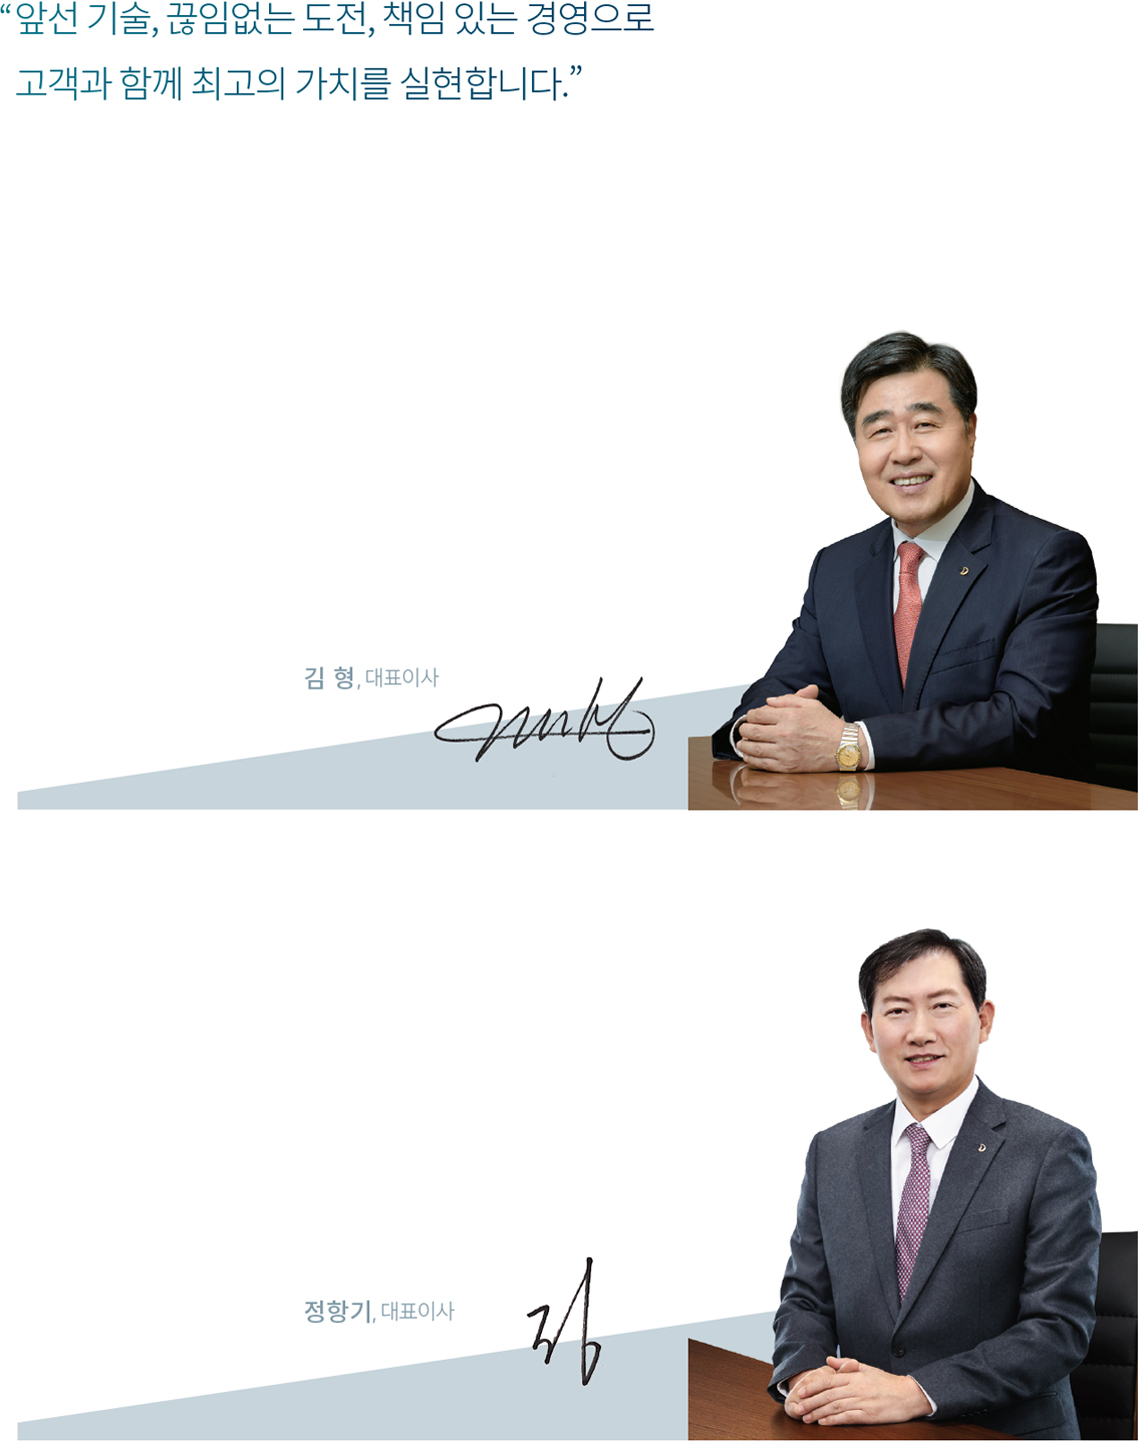 “앞선 기술, 끊임없는 도전, 책임 있는 경영으로
고객과 함께 최고의 가치를 실현합니다.”
김 형, 대표이사
정항기, 대표이사